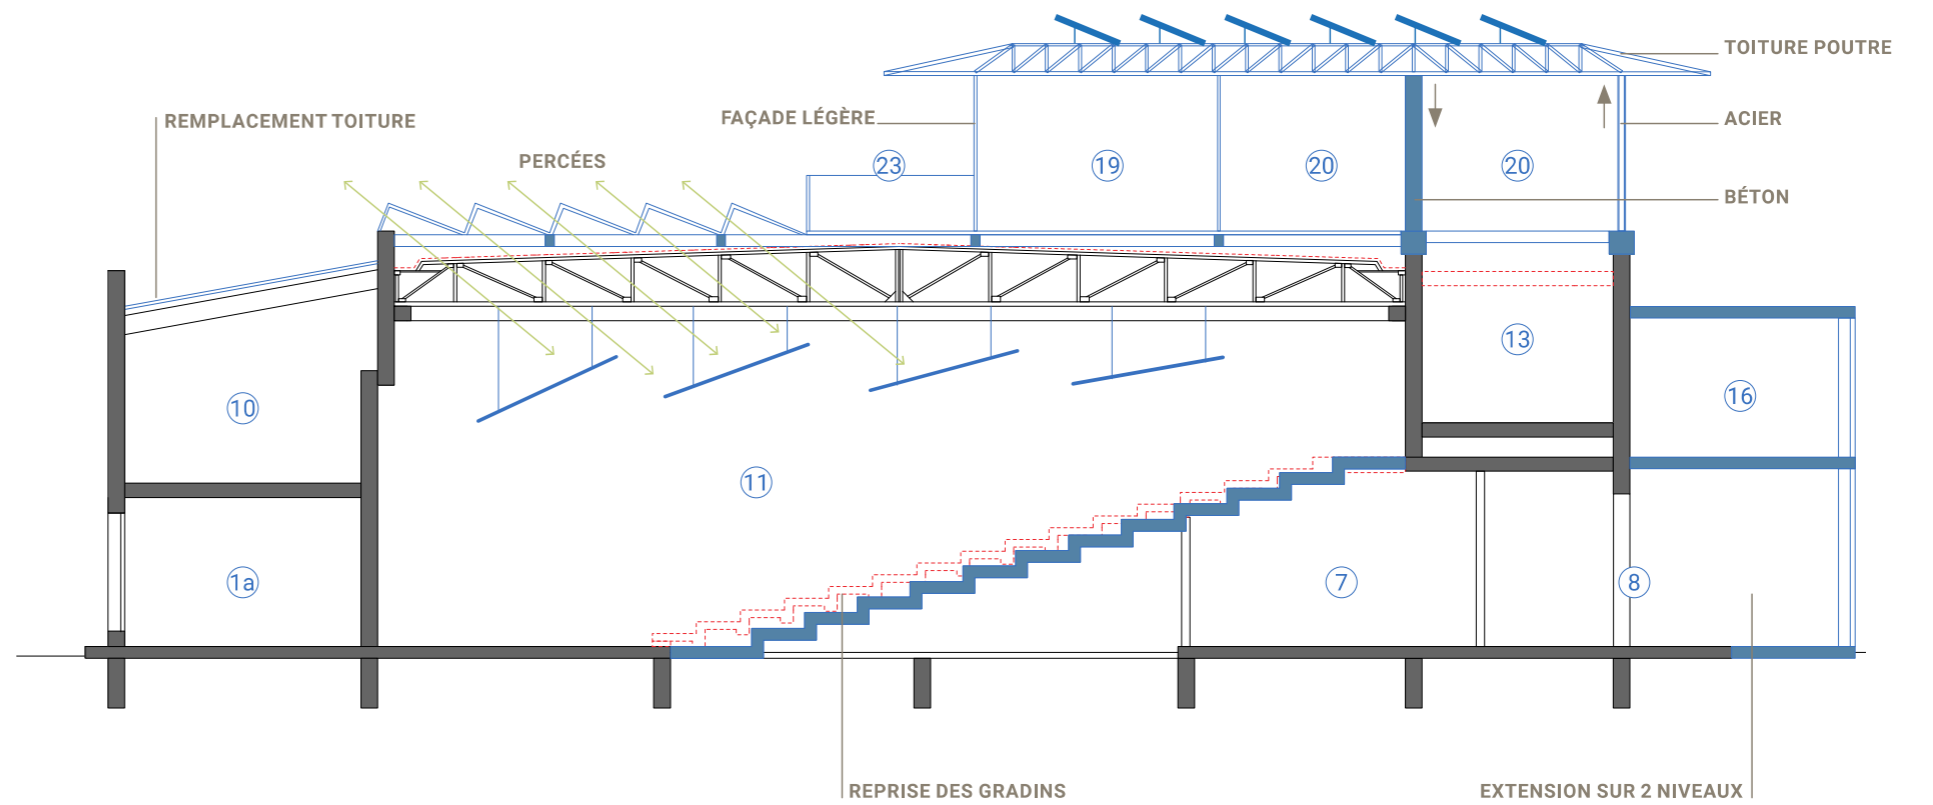 TOITURE POUTRE
REMPLACEMENT TOITURE
FAÇADE LÉGÈRE
ACIER
PERCÉES
23
19
20
20
BÉTON
13
10
16
11
1a
7
8
REPRISE DES GRADINS
EXTENSION SUR 2 NIVEAUX